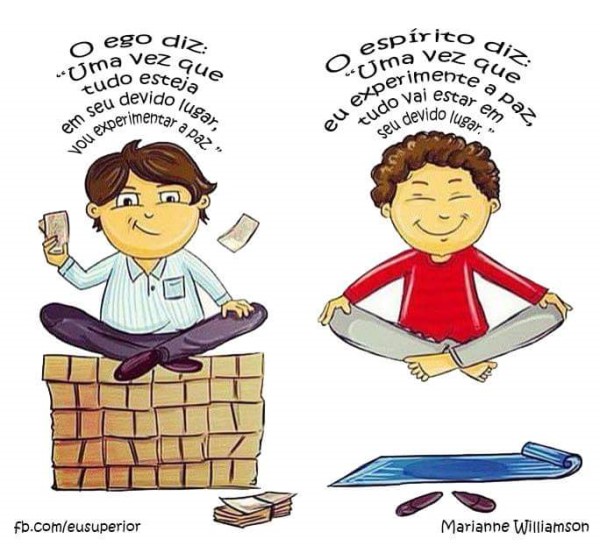 O ego diz:
"Uma vez que
tudo esteja
em seu devido lugar,
vou experimentar a paz."
O espírito diz:
"Uma vez que
eu experimente a paz,
tudo vai estar em
seu devido lugar."
fb.com/eusuperior
Marianne Williamson